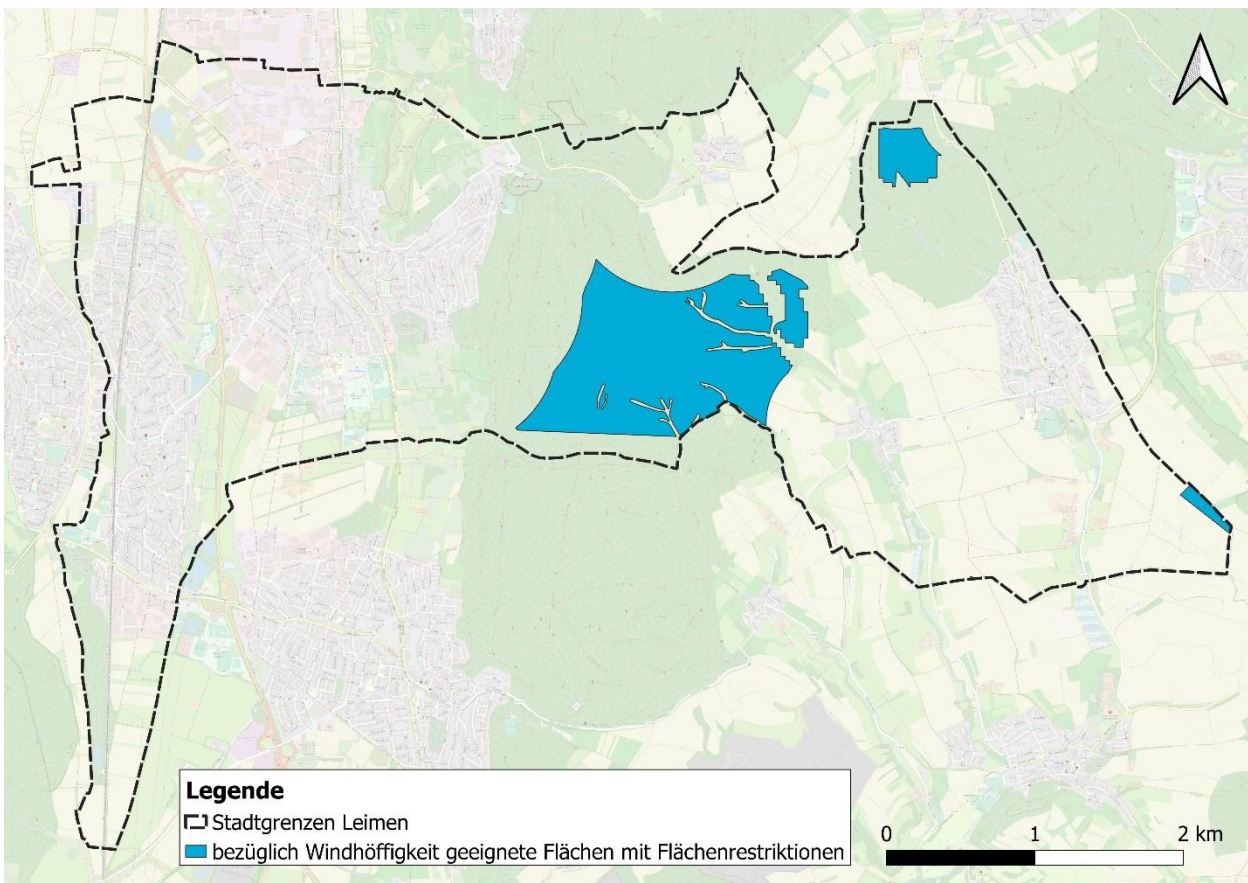 Legende
Stadtgrenzen Leimen
bezüglich Windhöffigkeit geeignete Flächen mit Flächenrestriktionen
0 1 2 km